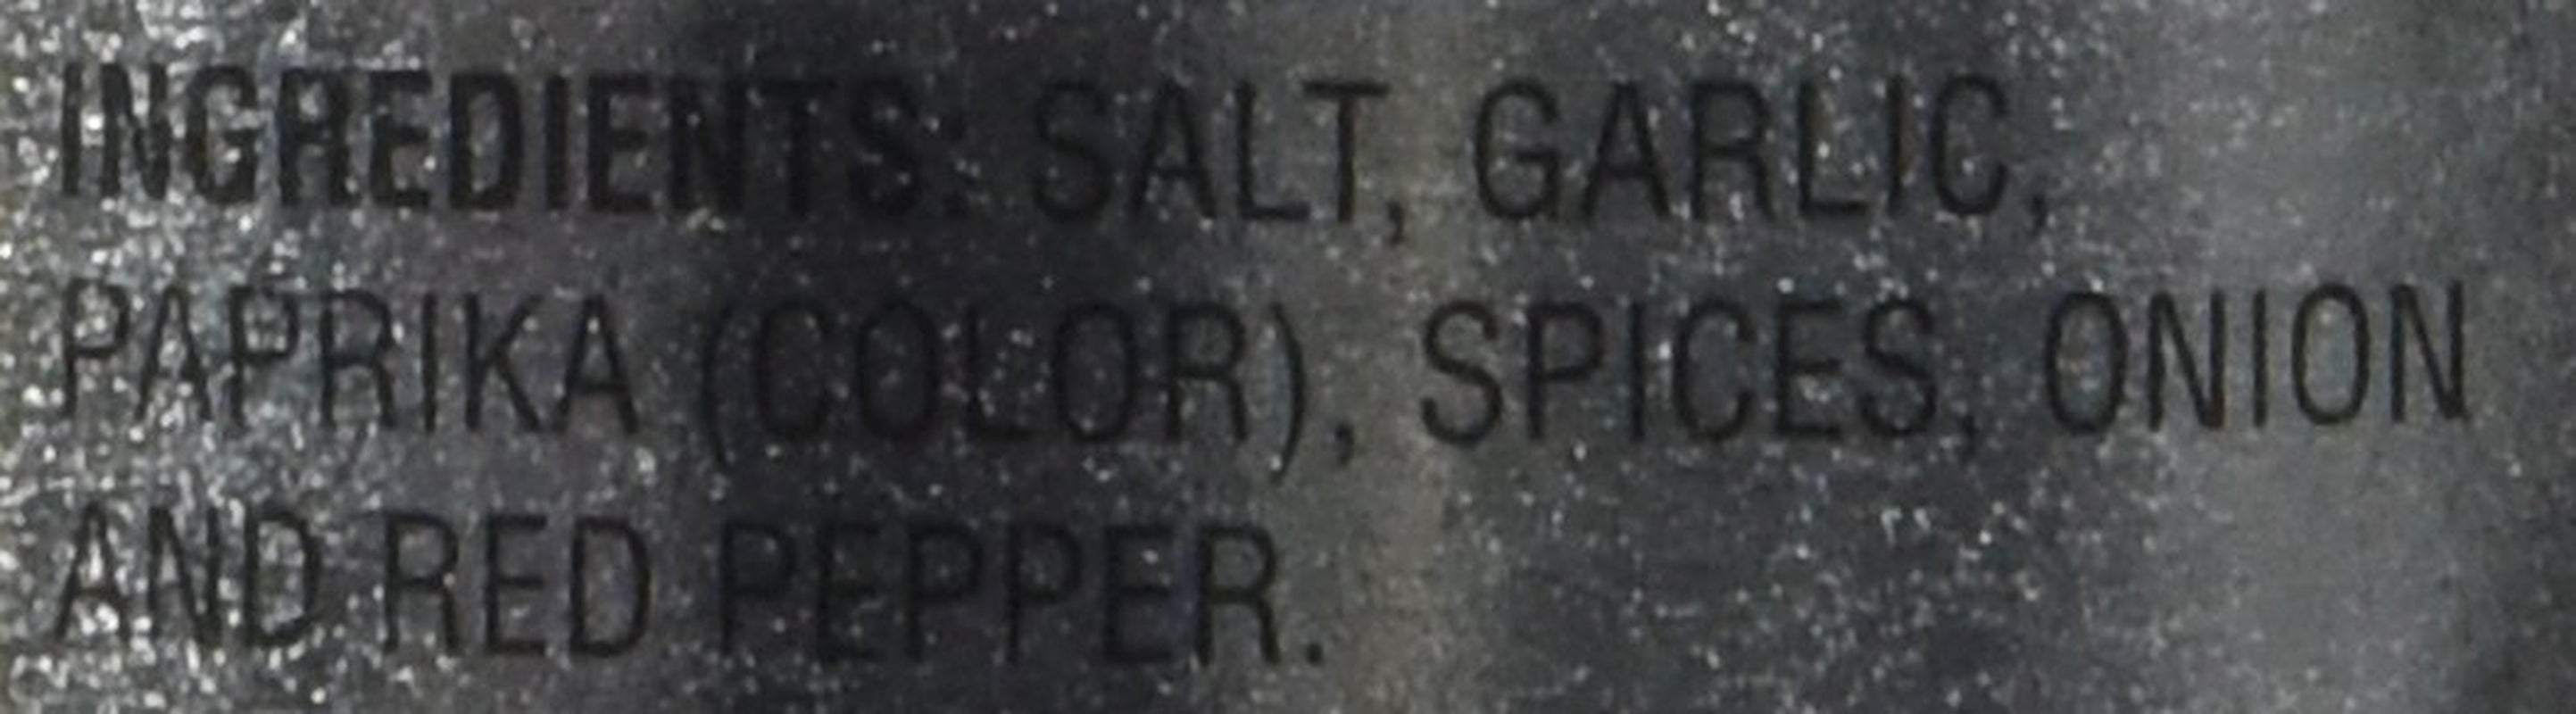 INGREDIENTS: SALT, GARLIC,
PAPRIKA (COLOR), SPICES, ONION
AND RED PEPPER.